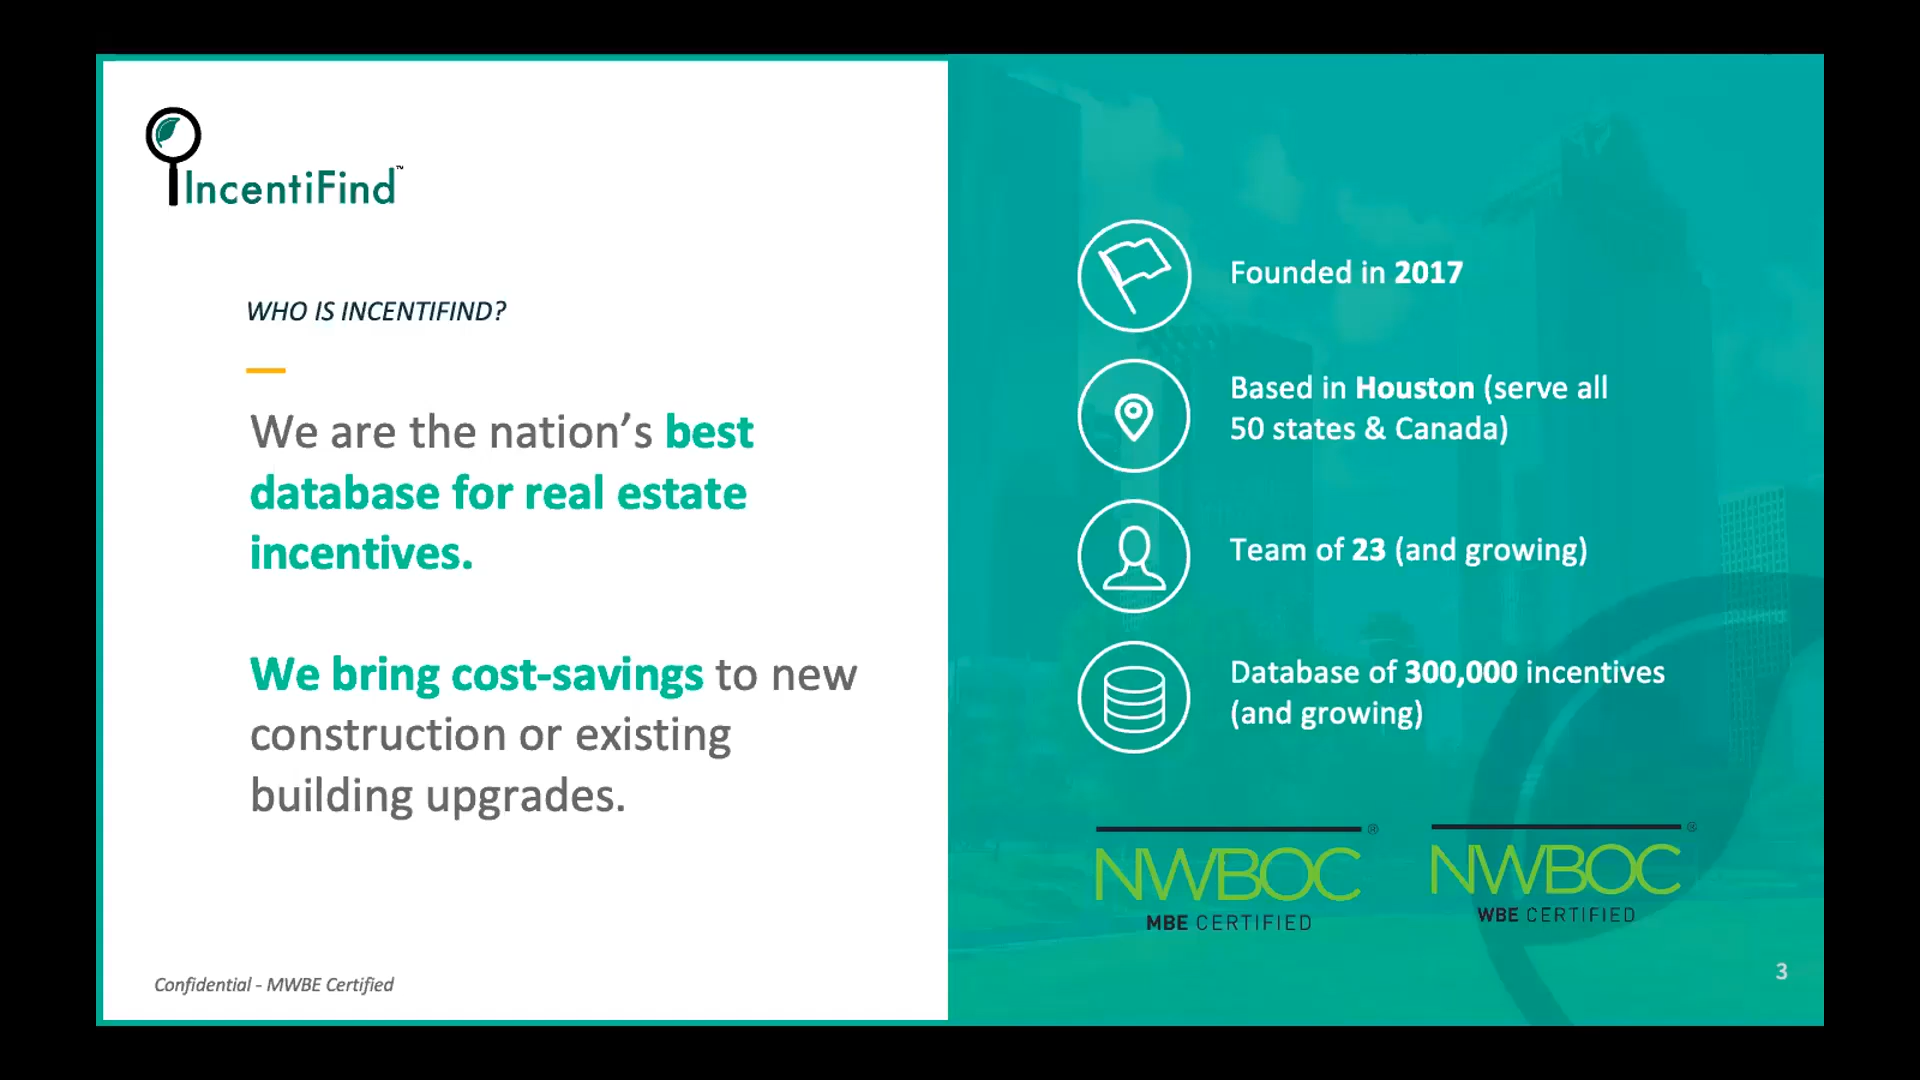 IncentiFind™
WHO IS INCENTIFIND?
We are the nation’s best
database for real estate
incentives.
We bring cost-savings to new
construction or existing
building upgrades.
Confidential - MWBE Certified
Founded in 2017
Based in Houston (serve all
50 states & Canada)
Team of 23 (and growing)
Database of 300,000 incentives
(and growing)
NWBOC®
MBE CERTIFIED
NWBOC®
WBE CERTIFIED
3